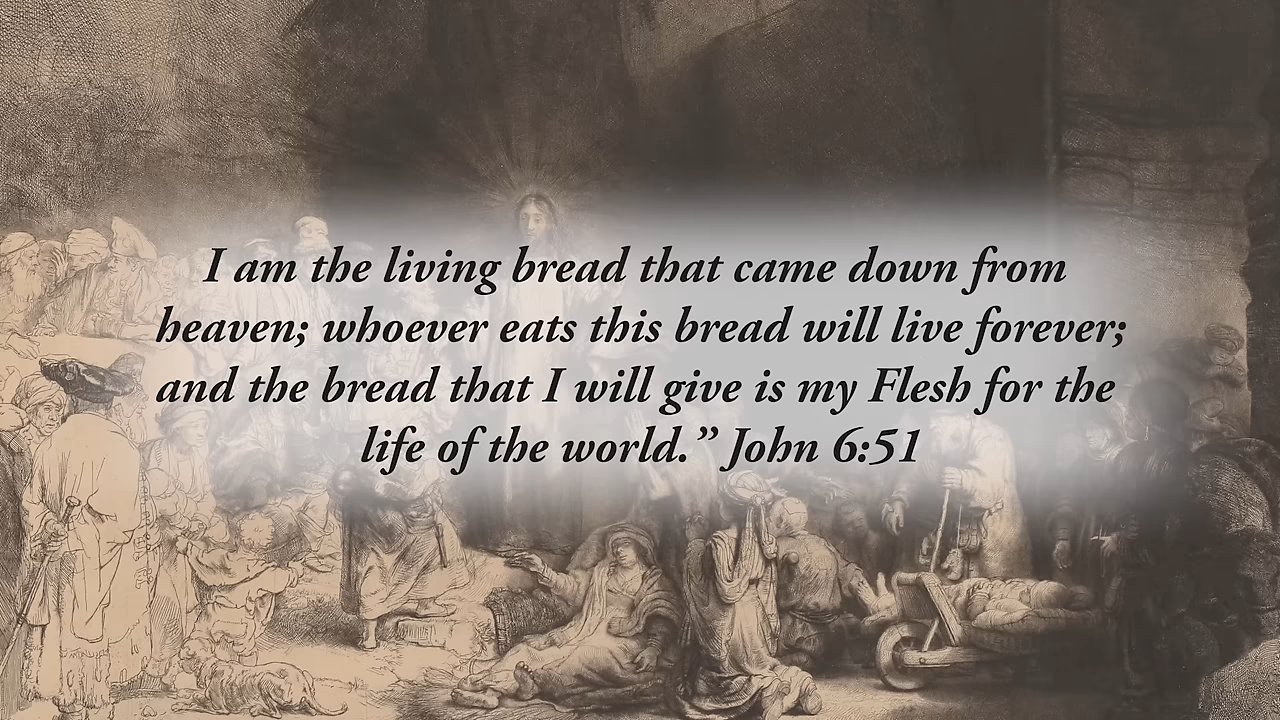 I am the living bread that came down from
heaven; whoever eats this bread will live forever;
and the bread that I will give is my Flesh for the
life of the world.” John 6:51